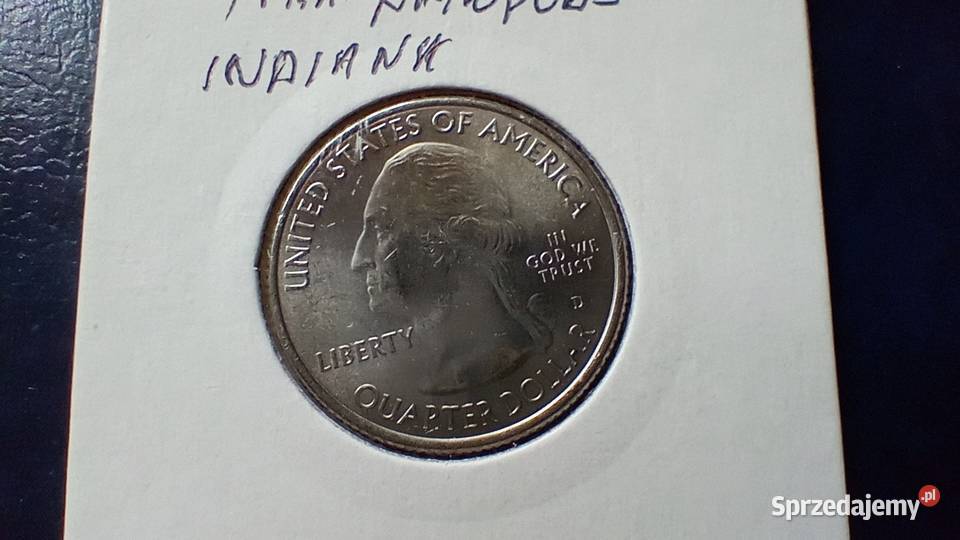 INDIANA
UNITED STATES OF AMERICA
IN
GOD WE
TRUST
D
LIBERTY
QUARTER DOLLAR
Sprzedajemy.pl